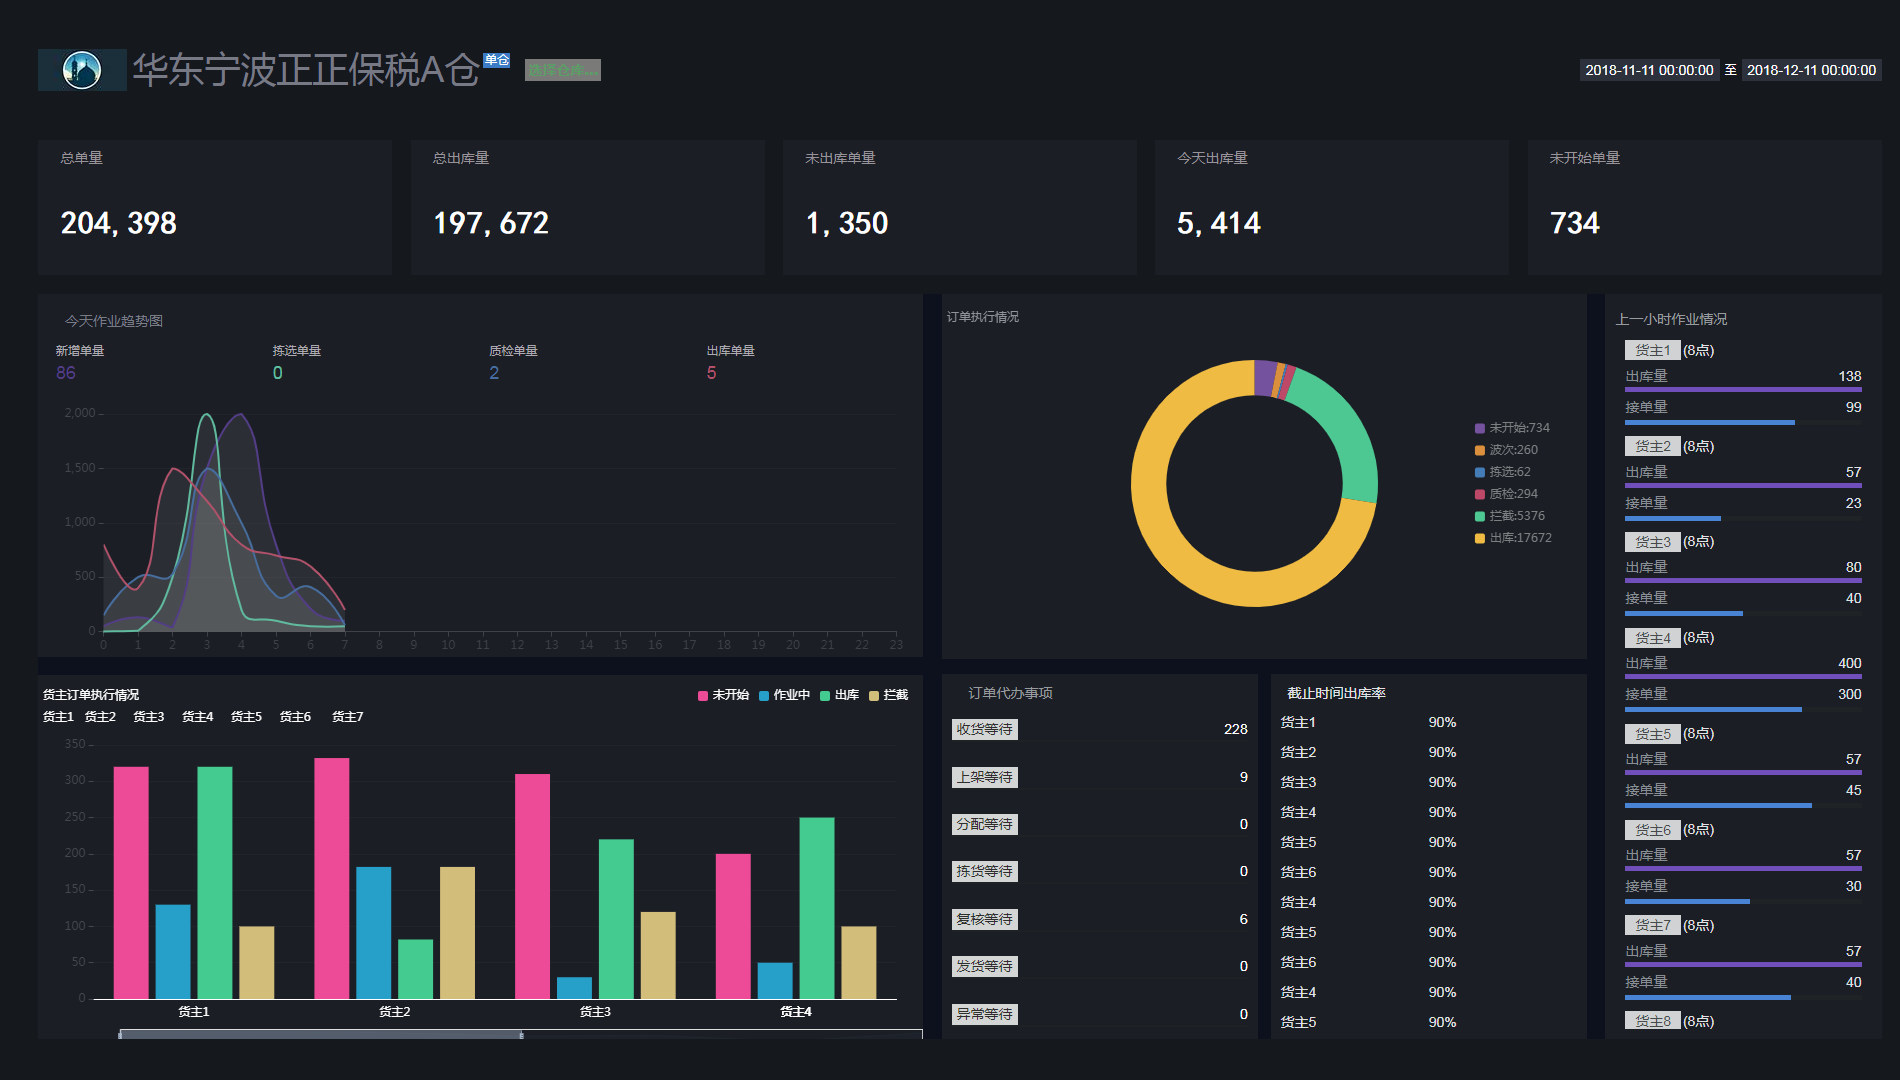 华东宁波正正保税A仓 单仓 选择仓库...
2018-11-11 00:00:00 至 2018-12-11 00:00:00
总单量
204,398
总出库量
197,672
未出库单量
1,350
今天出库量
5,414
未开始单量
734
今天作业趋势图
新增单量 拣选单量 质检单量 出库单量
86 0 2 5
2,000
1,500
1,000
500
0
0 1 2 3 4 5 6 7 8 9 10 11 12 13 14 15 16 17 18 19 20 21 22 23
订单执行情况
未开始:734
波次:260
拣选:62
质检:294
拦截:5376
出库:17672
上一小时作业情况
货主1 (8点)
出库量 138
接单量 99
货主2 (8点)
出库量 57
接单量 23
货主3 (8点)
出库量 80
接单量 40
货主4 (8点)
出库量 400
接单量 300
货主5 (8点)
出库量 57
接单量 45
货主6 (8点)
出库量 57
接单量 30
货主7 (8点)
出库量 57
接单量 40
货主8 (8点)
货主订单执行情况
未开始 作业中 出库 拦截
货主1 货主2 货主3 货主4 货主5 货主6 货主7
350
300
250
200
150
100
50
0
货主1 货主2 货主3 货主4
订单代办事项
收货等待 228
上架等待 9
分配等待 0
拣货等待 0
复核等待 6
发货等待 0
异常等待 0
截止时间出库率
货主1 90%
货主2 90%
货主3 90%
货主4 90%
货主5 90%
货主6 90%
货主4 90%
货主5 90%
货主6 90%
货主4 90%
货主5 90%